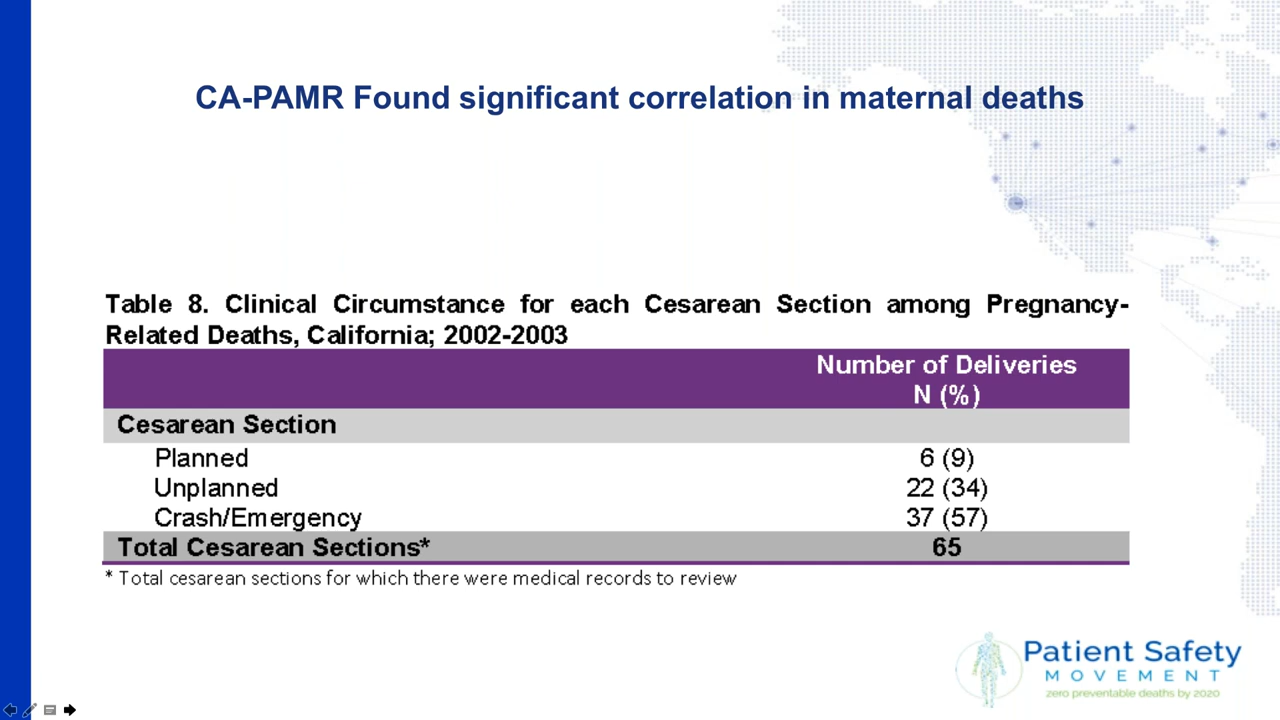 CA-PAMR Found significant correlation in maternal deaths
Table 8. Clinical Circumstance for each Cesarean Section among Pregnancy-
Related Deaths, California; 2002-2003
Number of Deliveries
N (%)
Cesarean Section
Planned 6 (9)
Unplanned 22 (34)
Crash/Emergency 37 (57)
Total Cesarean Sections* 65
* Total cesarean sections for which there were medical records to review
Patient Safety
MOVEMENT
zero preventable deaths by 2020